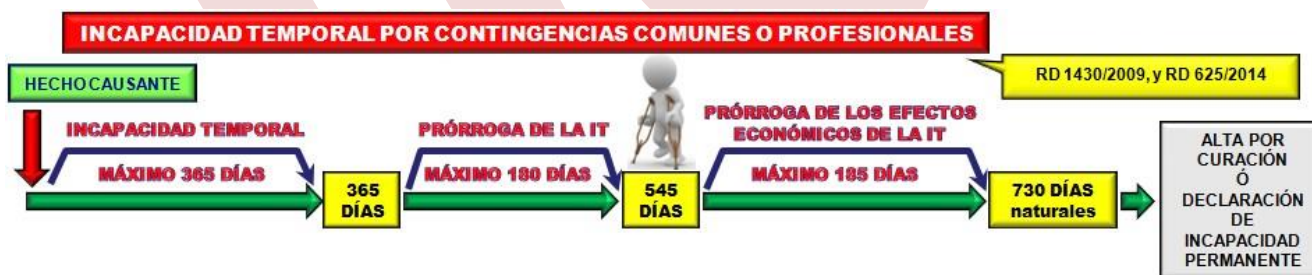 INCAPACIDAD TEMPORAL POR CONTINGENCIAS COMUNES O PROFESIONALES
RD 1430/2009, y RD 625/2014
HECHO CAUSANTE
INCAPACIDAD TEMPORAL
MÁXIMO 365 DÍAS
365
DÍAS
PRÓRROGA DE LA IT
MÁXIMO 180 DÍAS
545
DÍAS
PRÓRROGA DE LOS EFECTOS
ECONÓMICOS DE LA IT
MÁXIMO 185 DÍAS
730 DÍAS
naturales
ALTA POR
CURACIÓN
Ó
DECLARACIÓN
DE
INCAPACIDAD
PERMANENTE